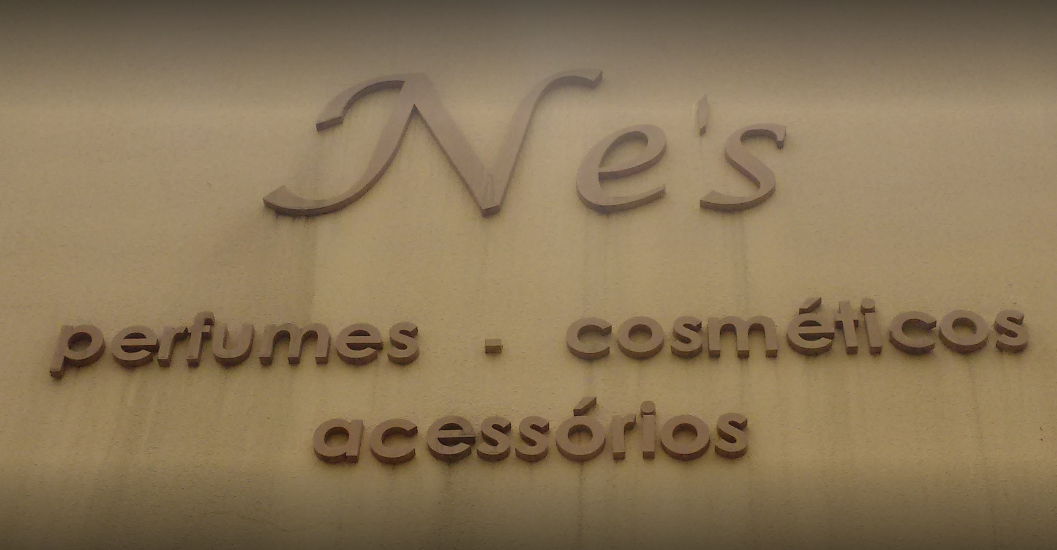 Ne's
perfumes . cosméticos
acessórios